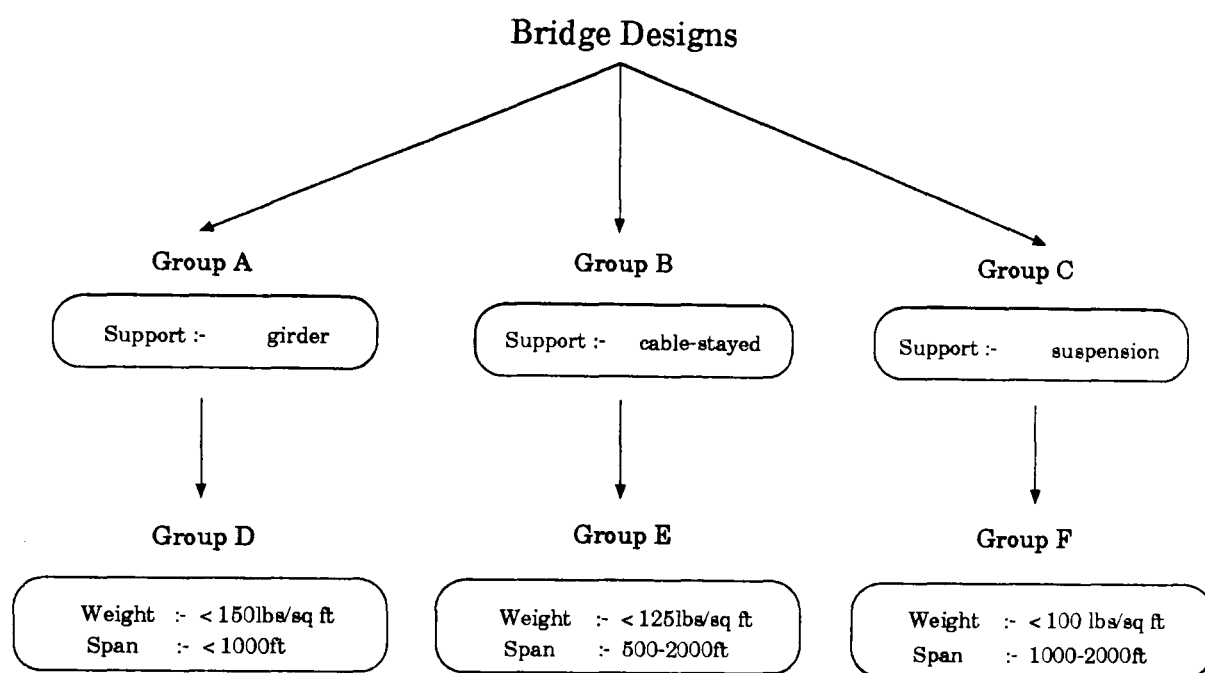 Bridge Designs
Group A
Group B
Group C
Support :- girder
Support :- cable-stayed
Support :- suspension
Group D
Group E
Group F
Weight :- < 150lbs/sq ft
Span :- < 1000ft
Weight :- < 125lbs/sq ft
Span :- 500-2000ft
Weight :- < 100 lbs/sq ft
Span :- 1000-2000ft